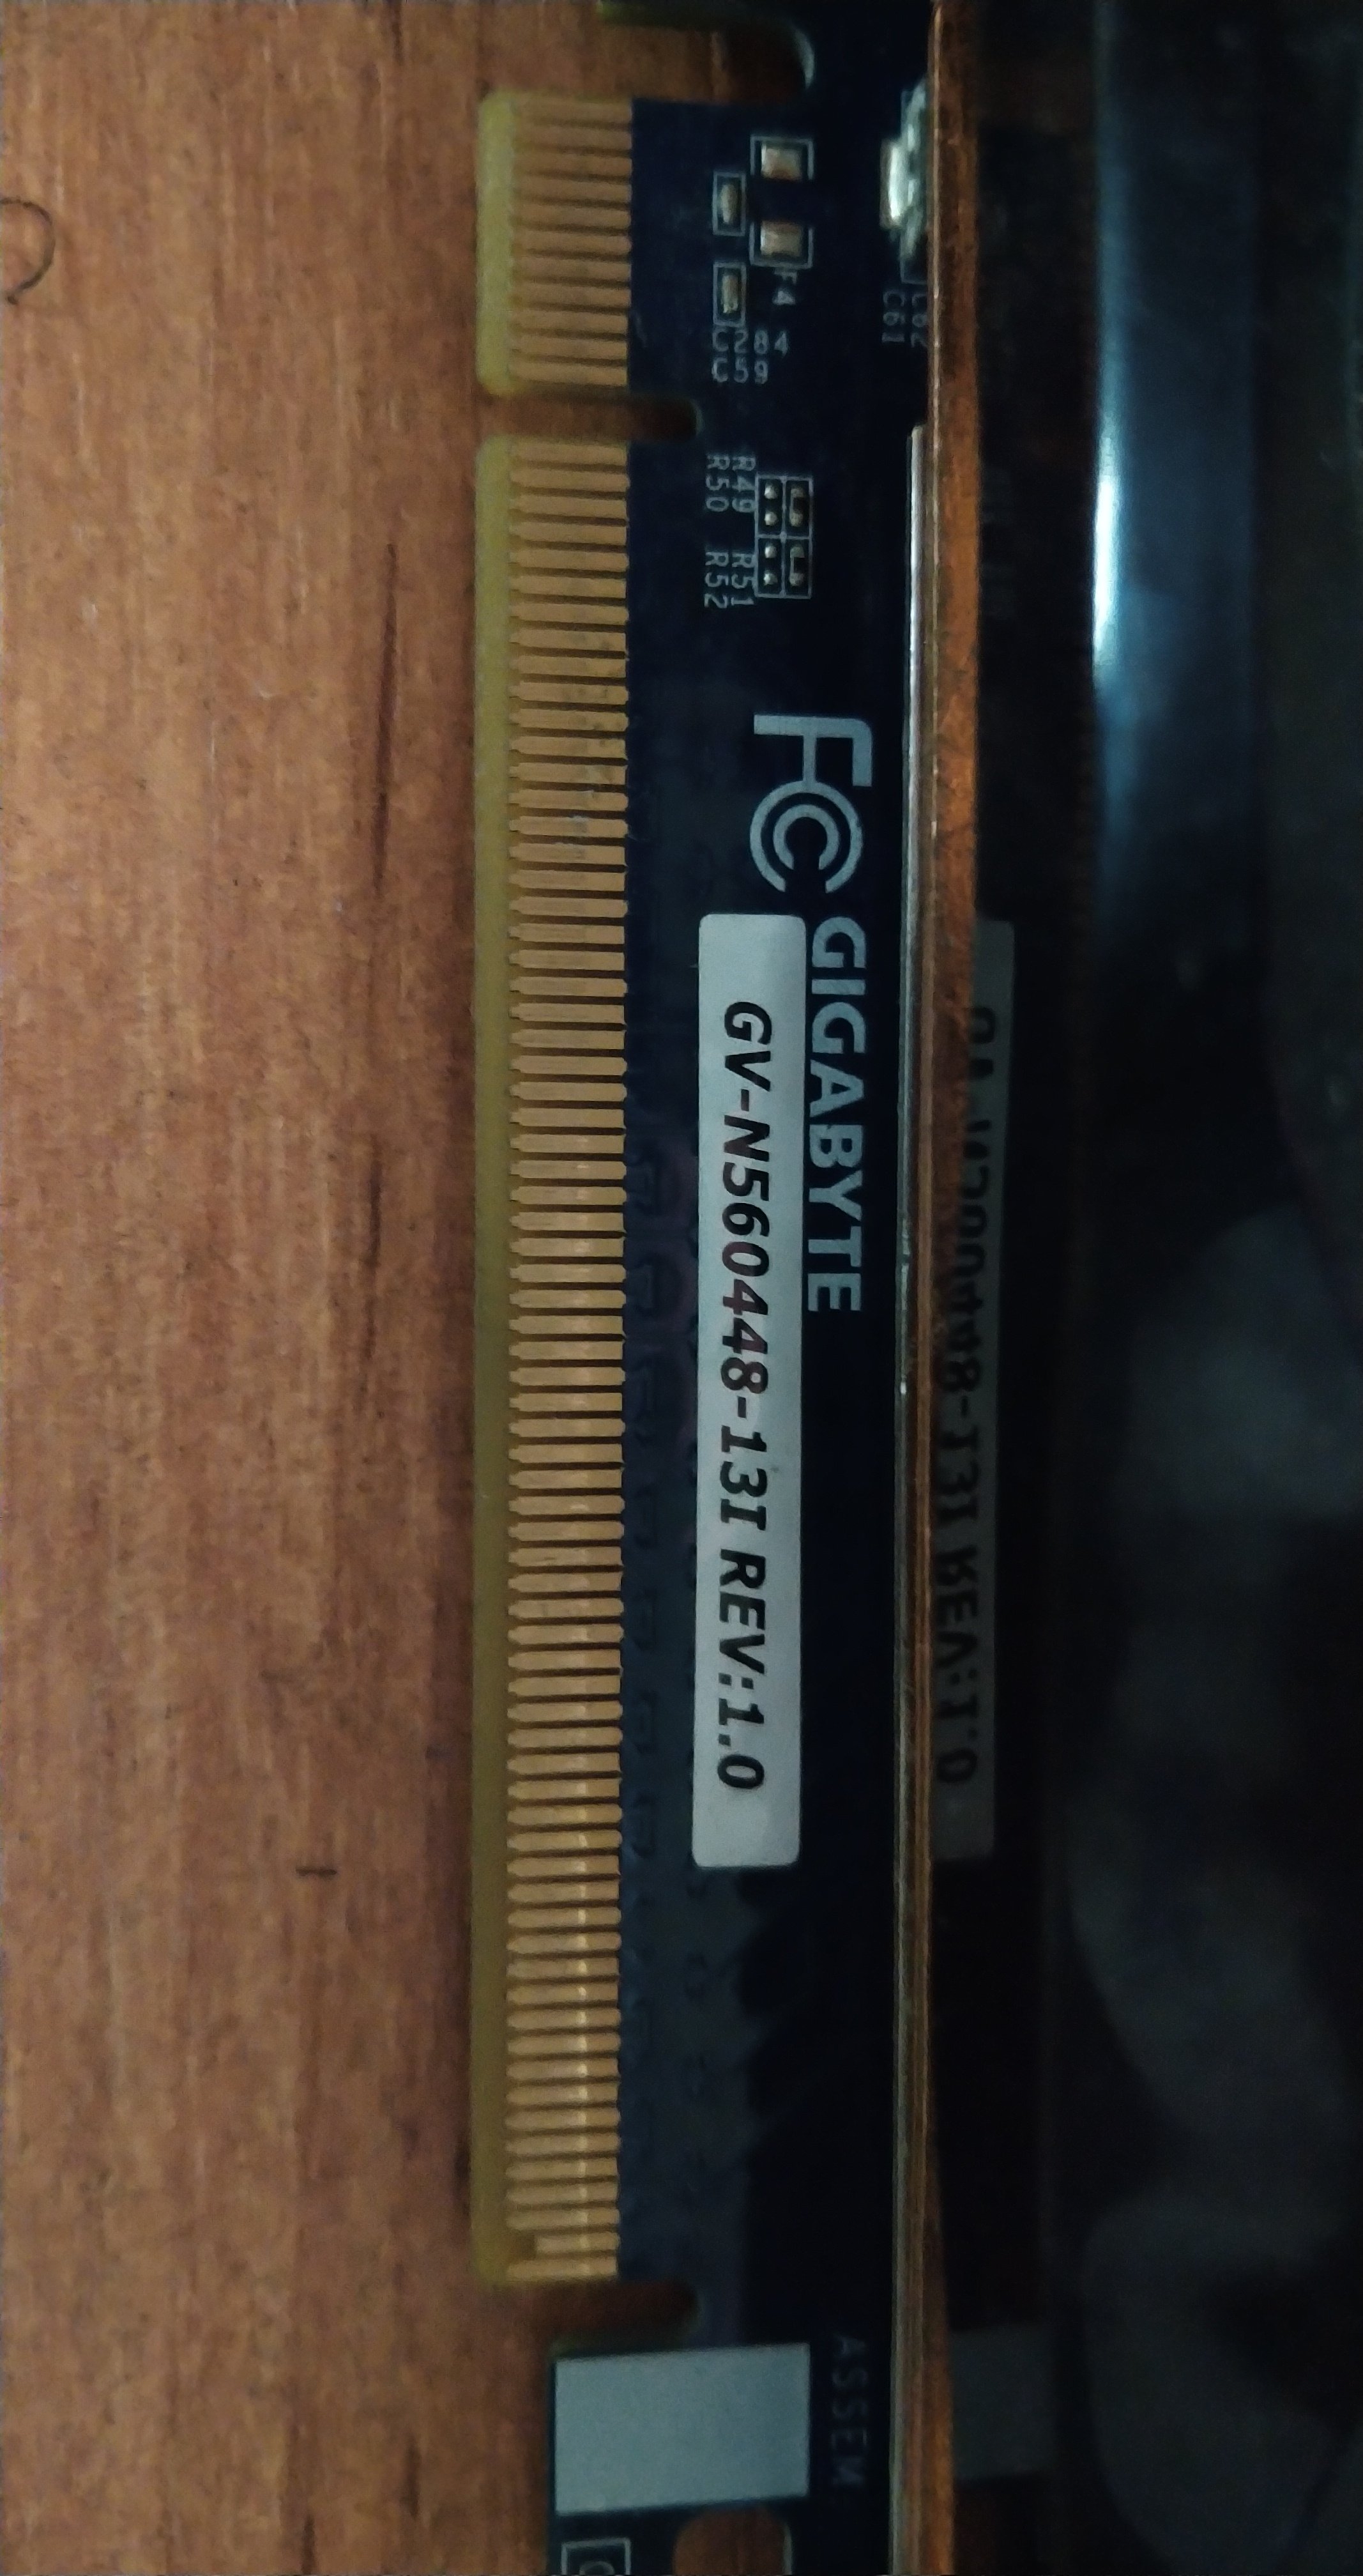 F4
C284
C59
C62
C61
R49 R51
R50 R52
FC
GIGABYTE
GV-N560448-13I REV:1.0
ASSEM